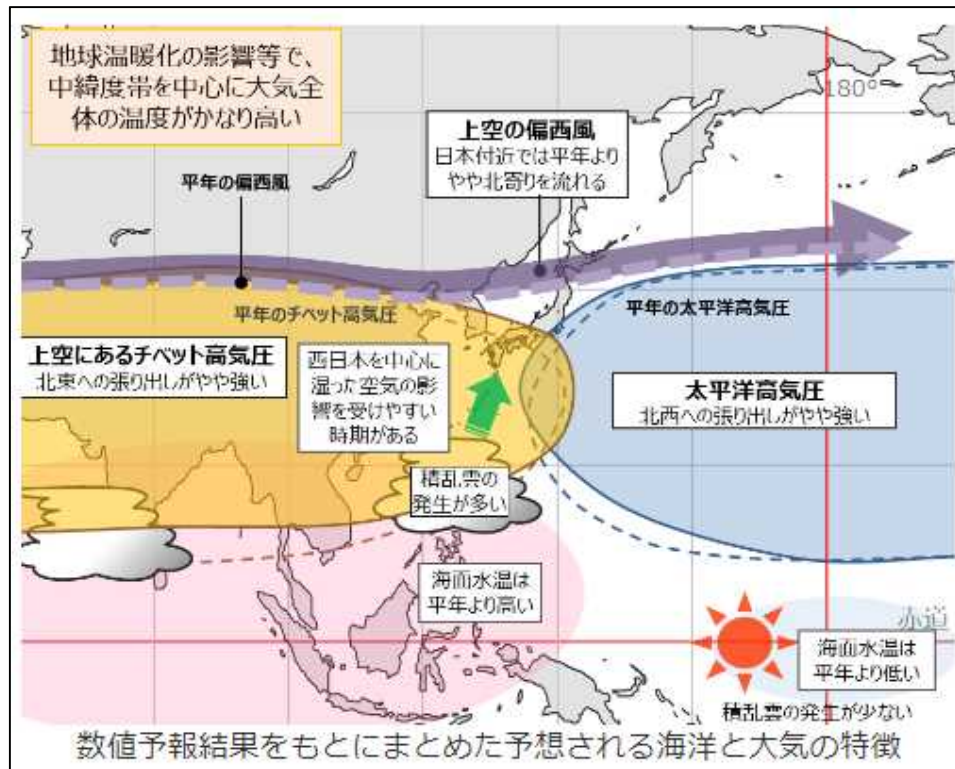 地球温暖化の影響等で、
中緯度帯を中心に大気全
体の温度がかなり高い
180°
上空の偏西風
日本付近では平年より
やや北寄りを流れる
平年の偏西風
平年のチベット高気圧
平年の太平洋高気圧
上空にあるチベット高気圧
北東への張り出しがやや強い
西日本を中心に
湿った空気の影
響を受けやすい
時期がある
太平洋高気圧
北西への張り出しがやや強い
積乱雲の
発生が多い
海面水温は
平年より高い
赤道
海面水温は
平年より低い
積乱雲の発生が少ない
数値予報結果をもとにまとめた予想される海洋と大気の特徴